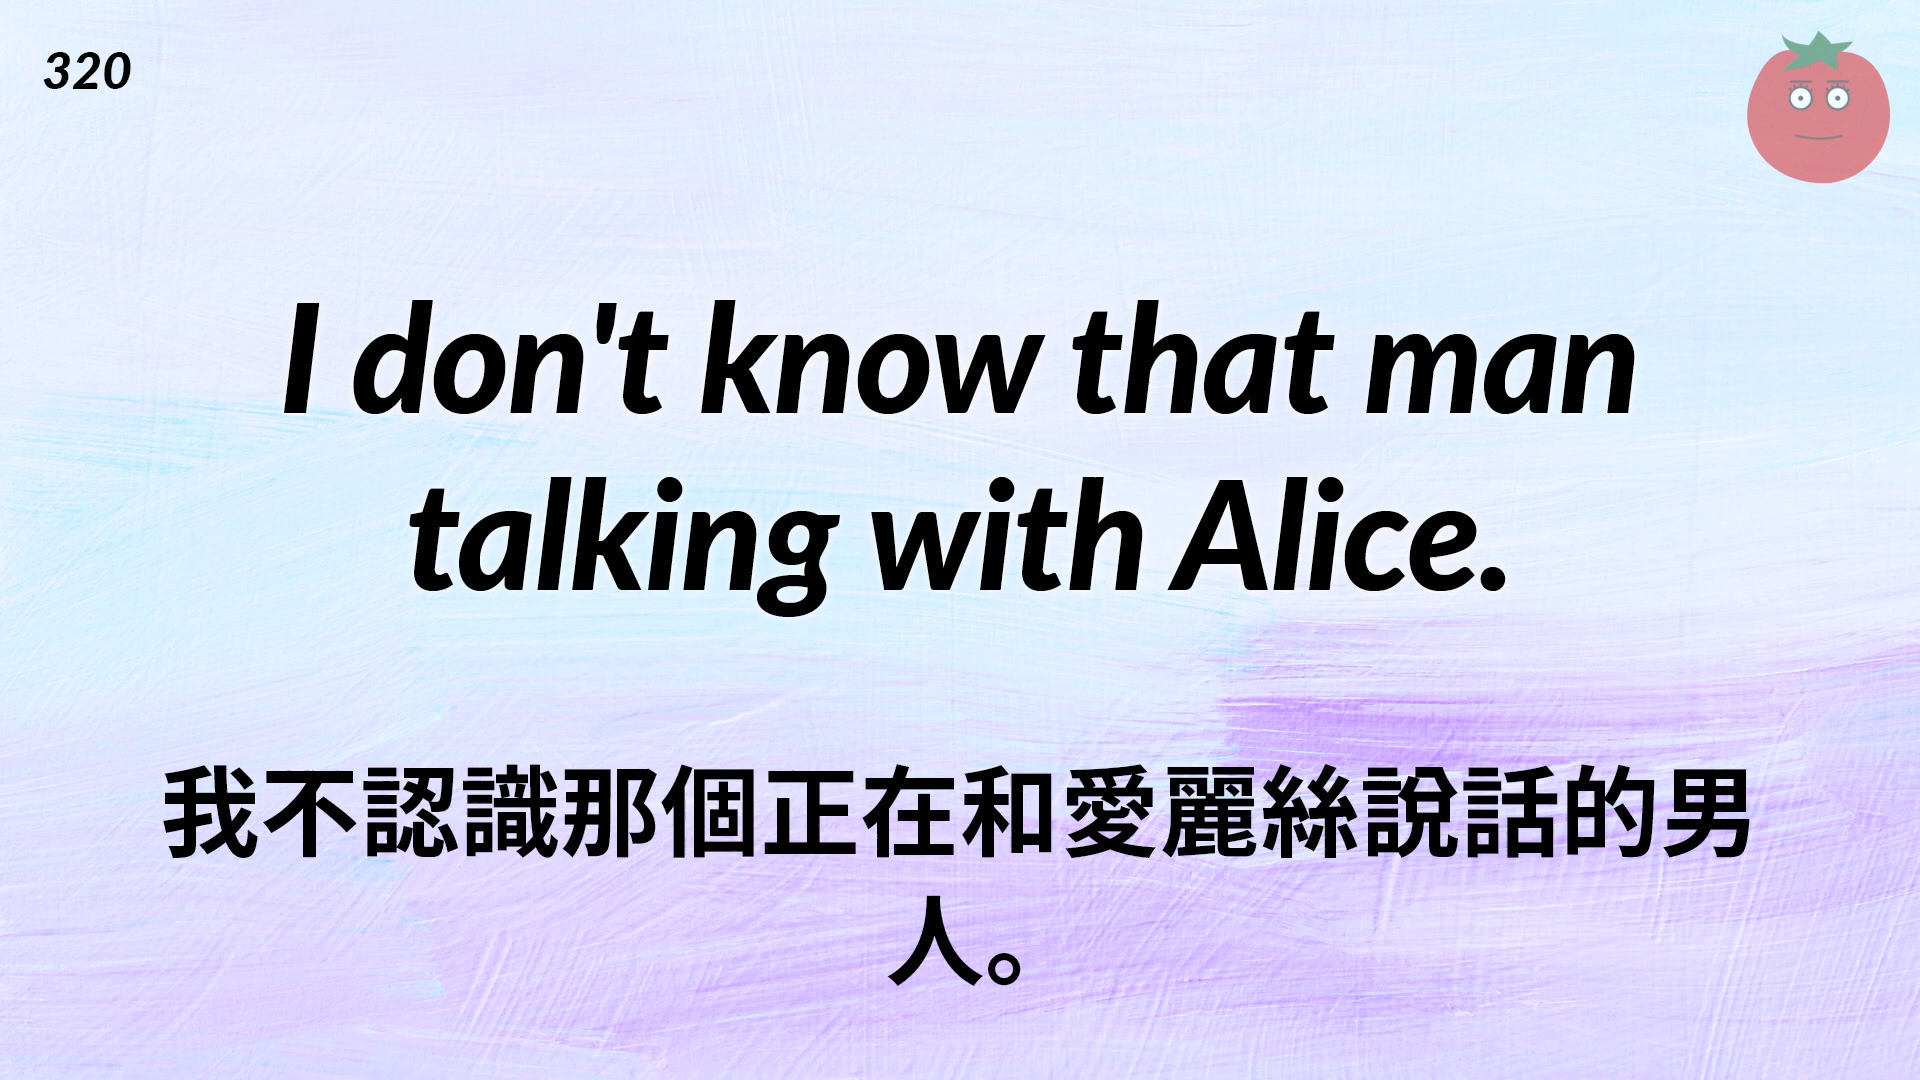 320
I don't know that man
talking with Alice.
我不認識那個正在和愛麗絲說話的男
人。